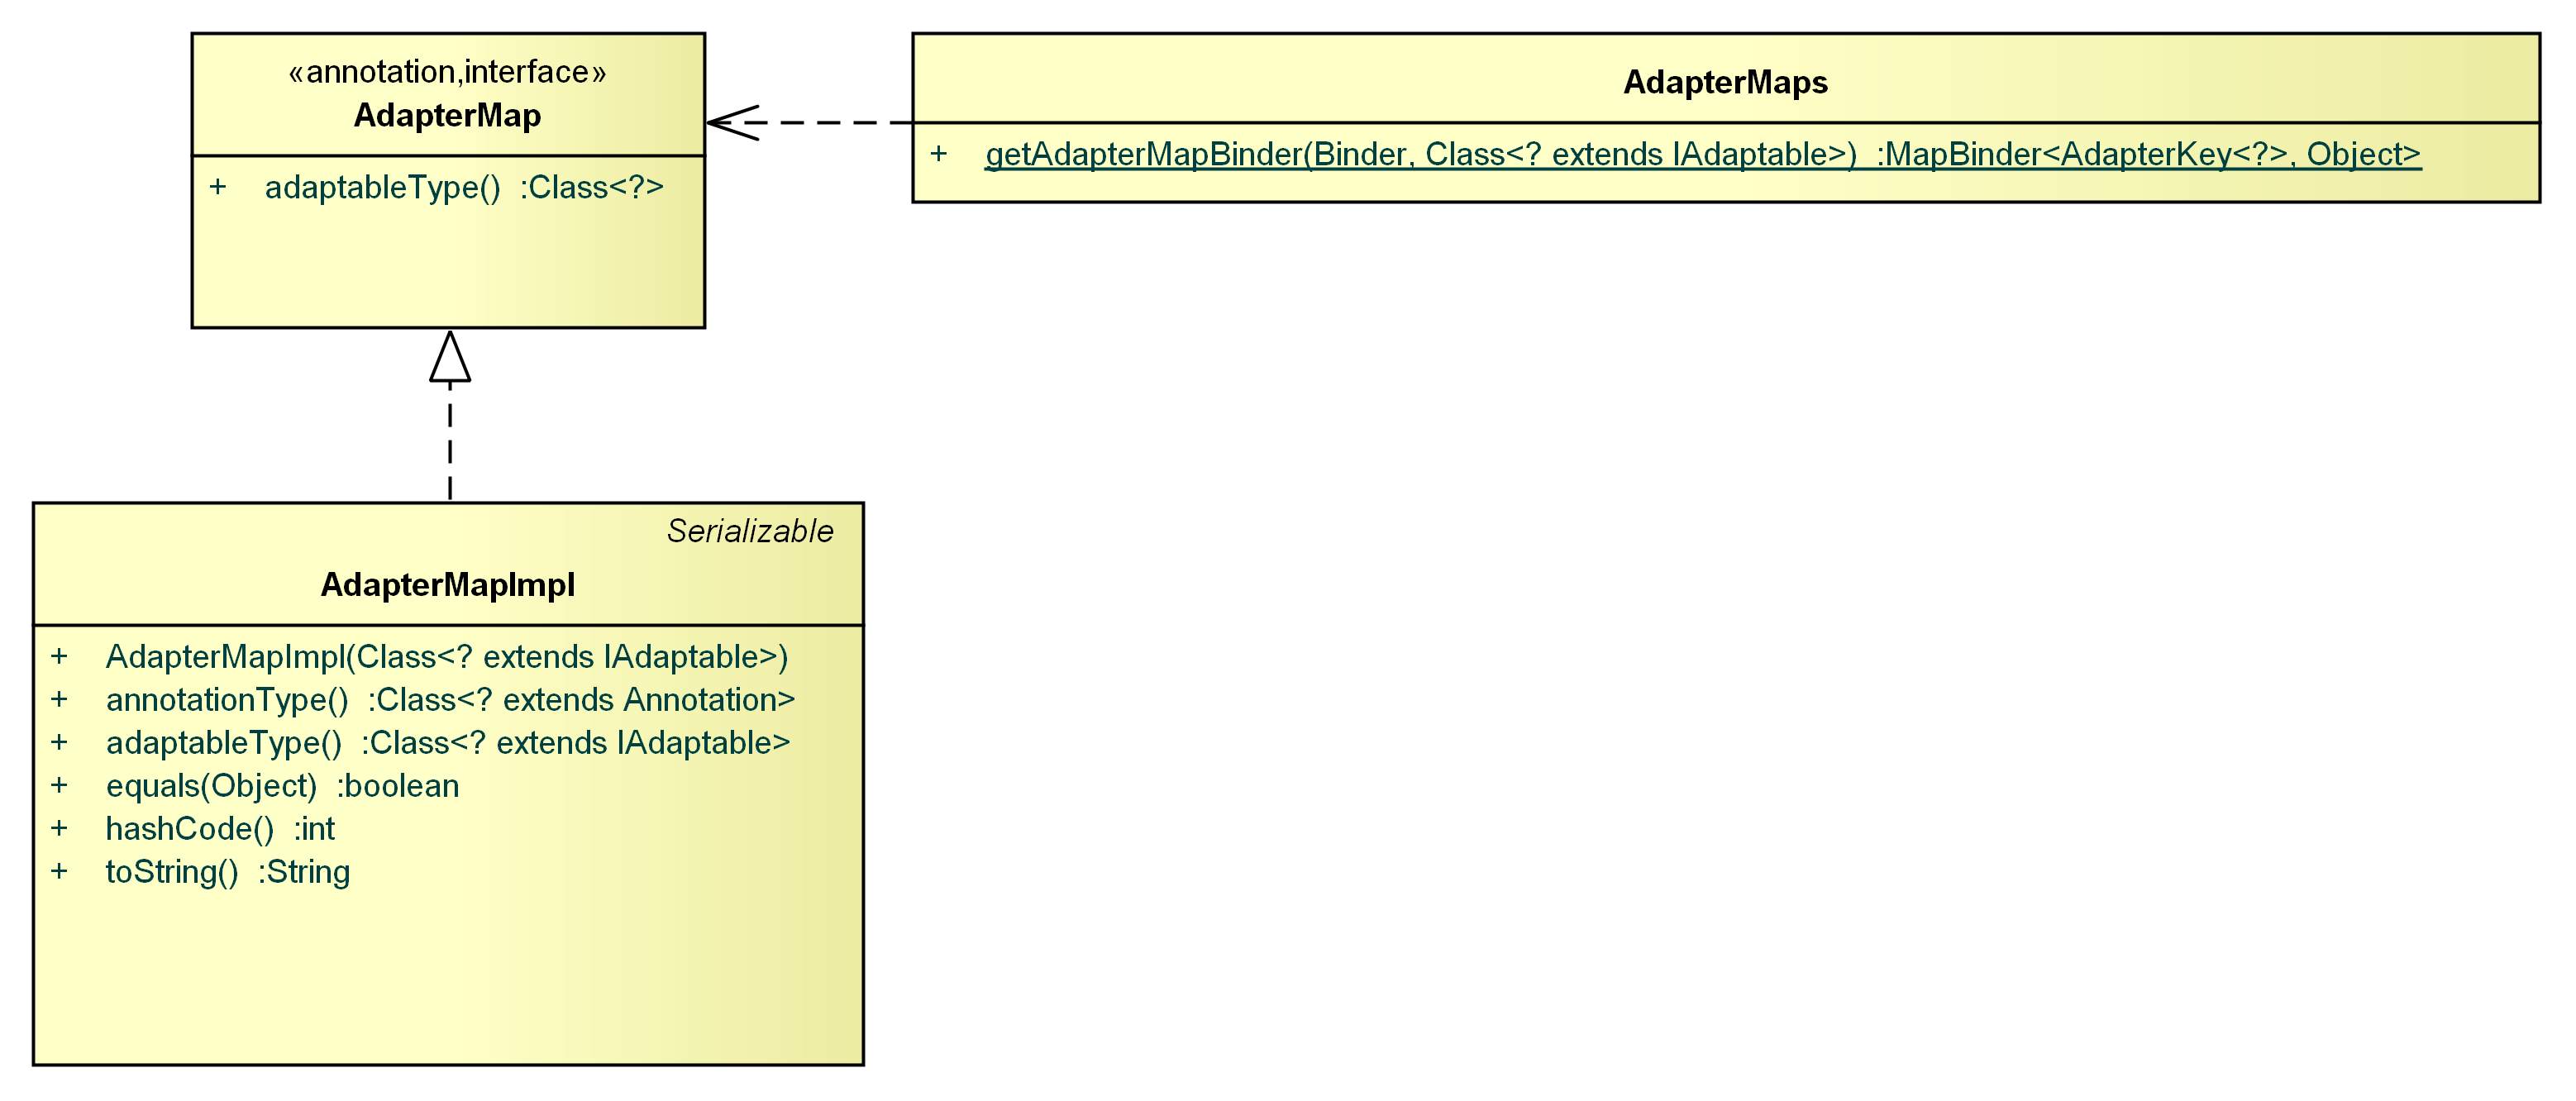 «annotation,interface»
AdapterMap
+ adaptableType() :Class<?>
AdapterMaps
+ getAdapterMapBinder(Binder, Class<? extends IAdaptable>) :MapBinder<AdapterKey<?>, Object>
Serializable
AdapterMapImpl
+ AdapterMapImpl(Class<? extends IAdaptable>)
+ annotationType() :Class<? extends Annotation>
+ adaptableType() :Class<? extends IAdaptable>
+ equals(Object) :boolean
+ hashCode() :int
+ toString() :String